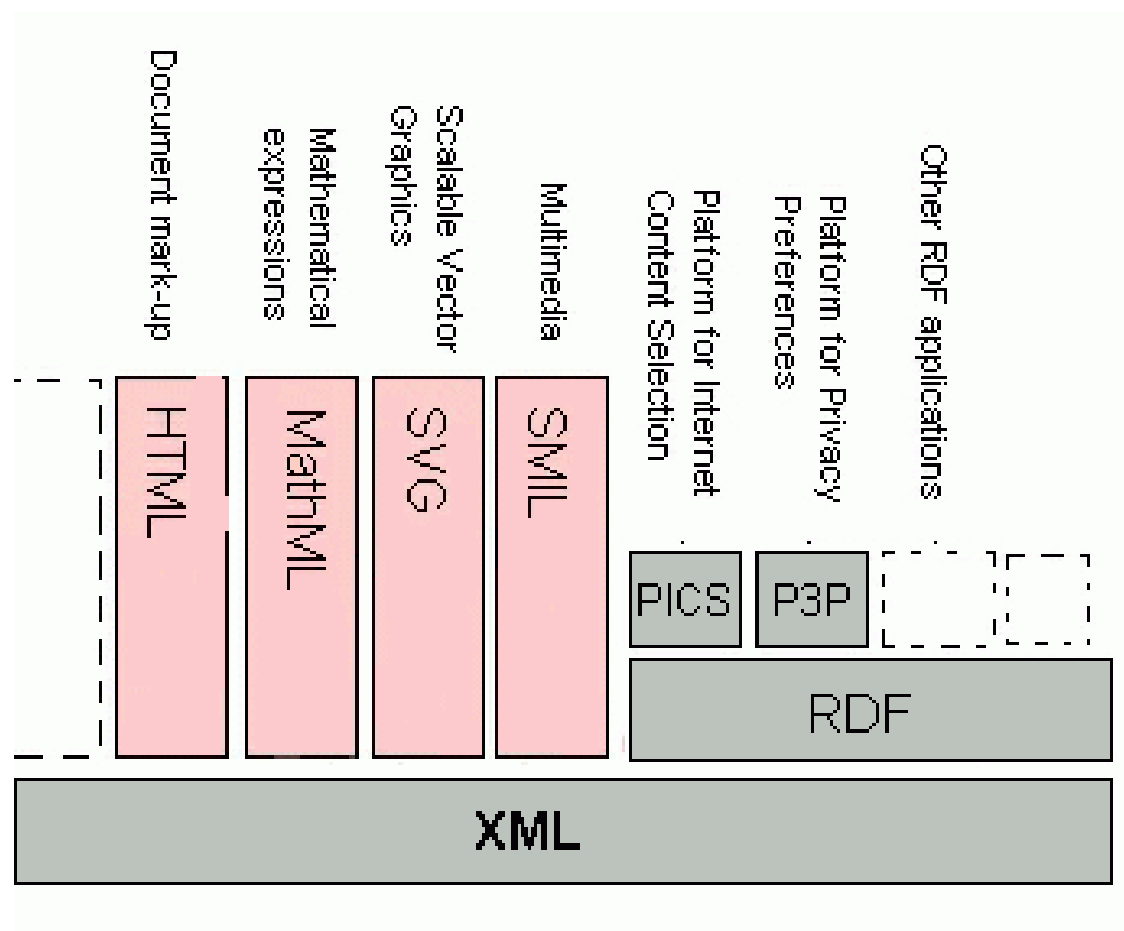 Document mark-up
Mathematical
expressions
Scalable Vector
Graphics
Multimedia
Platform for Internet
Content Selection
Platform for Privacy
Preferences
Other RDF applications
HTML
MathML
SVG
SMIL
PICS
P3P
RDF
XML